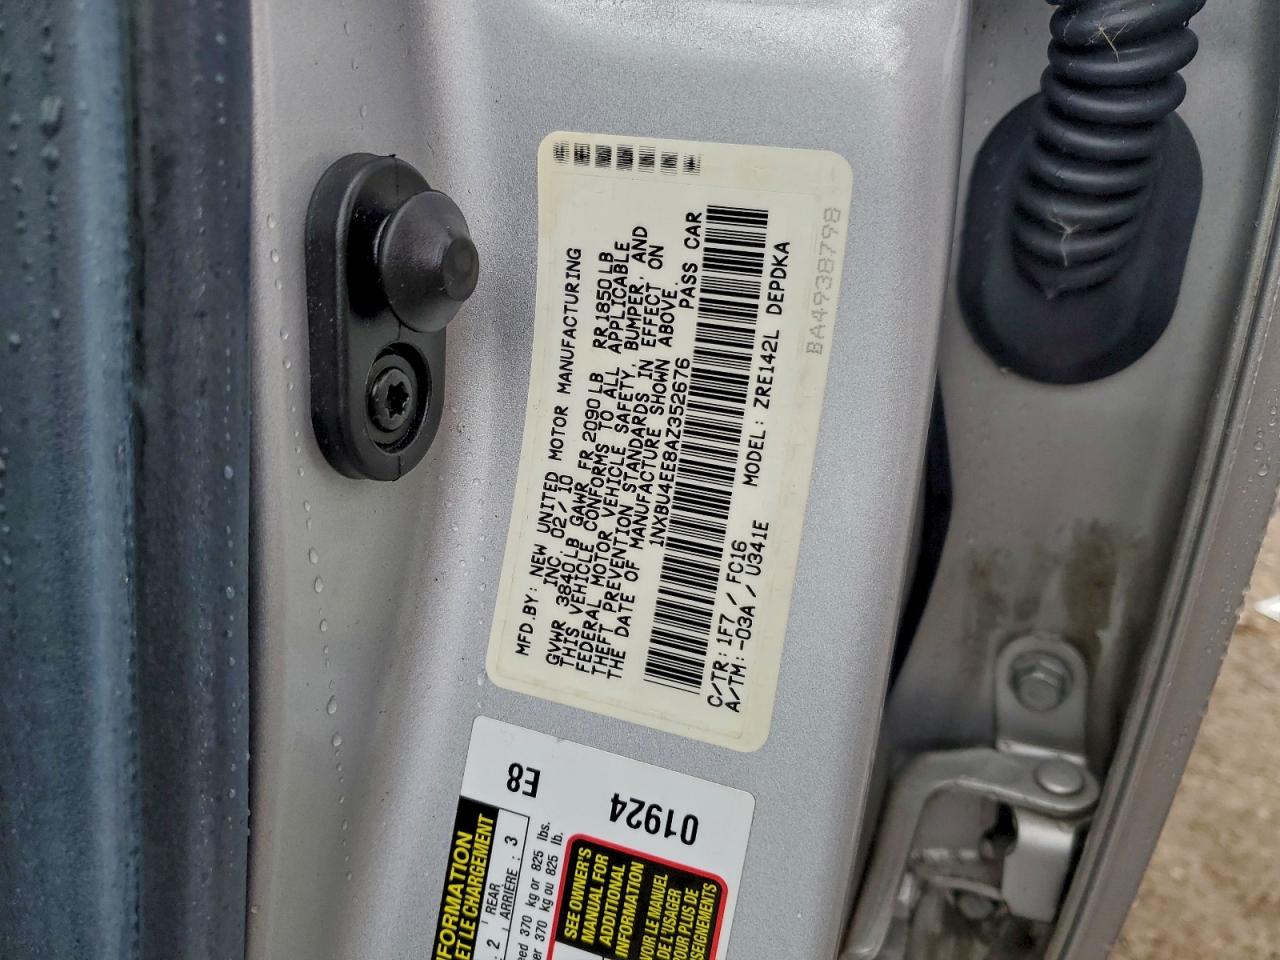 MFD.BY: NEW UNITED MOTOR MANUFACTURING
INC 02/10
GVWR 3840LB GAWR FR 2090LB RR 1850LB
THIS VEHICLE CONFORMS TO ALL APPLICABLE
FEDERAL MOTOR VEHICLE SAFETY, BUMPER, AND
THEFT PREVENTION STANDARDS IN EFFECT ON
THE DATE OF MANUFACTURE SHOWN ABOVE.
1NXBU4EE8AZ352676 PASS CAR
C/TR: 1F7 / FC16 MODEL: ZRE142L DEPDKA
A/TM: -03A / U341E
BA4938798
E8
01924
INFORMATION
ET LE CHARGEMENT
: 2 REAR
ARRIÈRE : 3
370 kg or 825 lbs.
370 kg ou 825 lb.
SEE OWNER'S
MANUAL FOR
ADDITIONAL
INFORMATION
VOIR LE MANUEL
DE L'USAGER
POUR PLUS DE